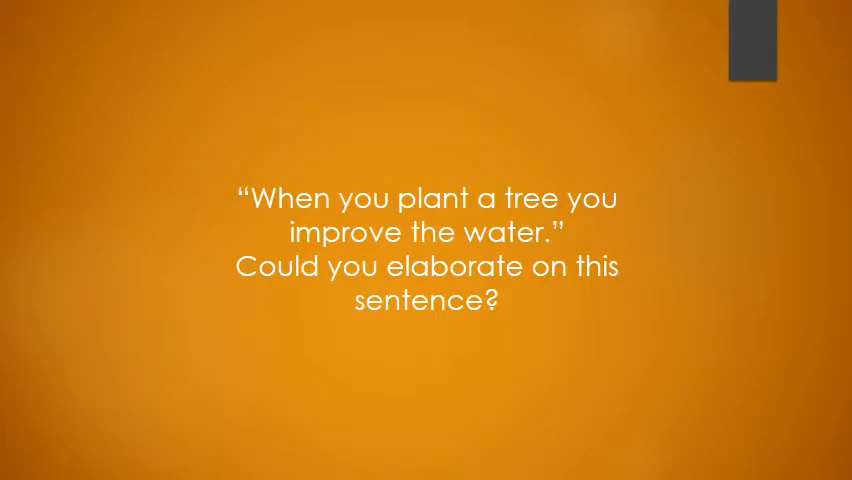 “When you plant a tree you
improve the water.”
Could you elaborate on this
sentence?